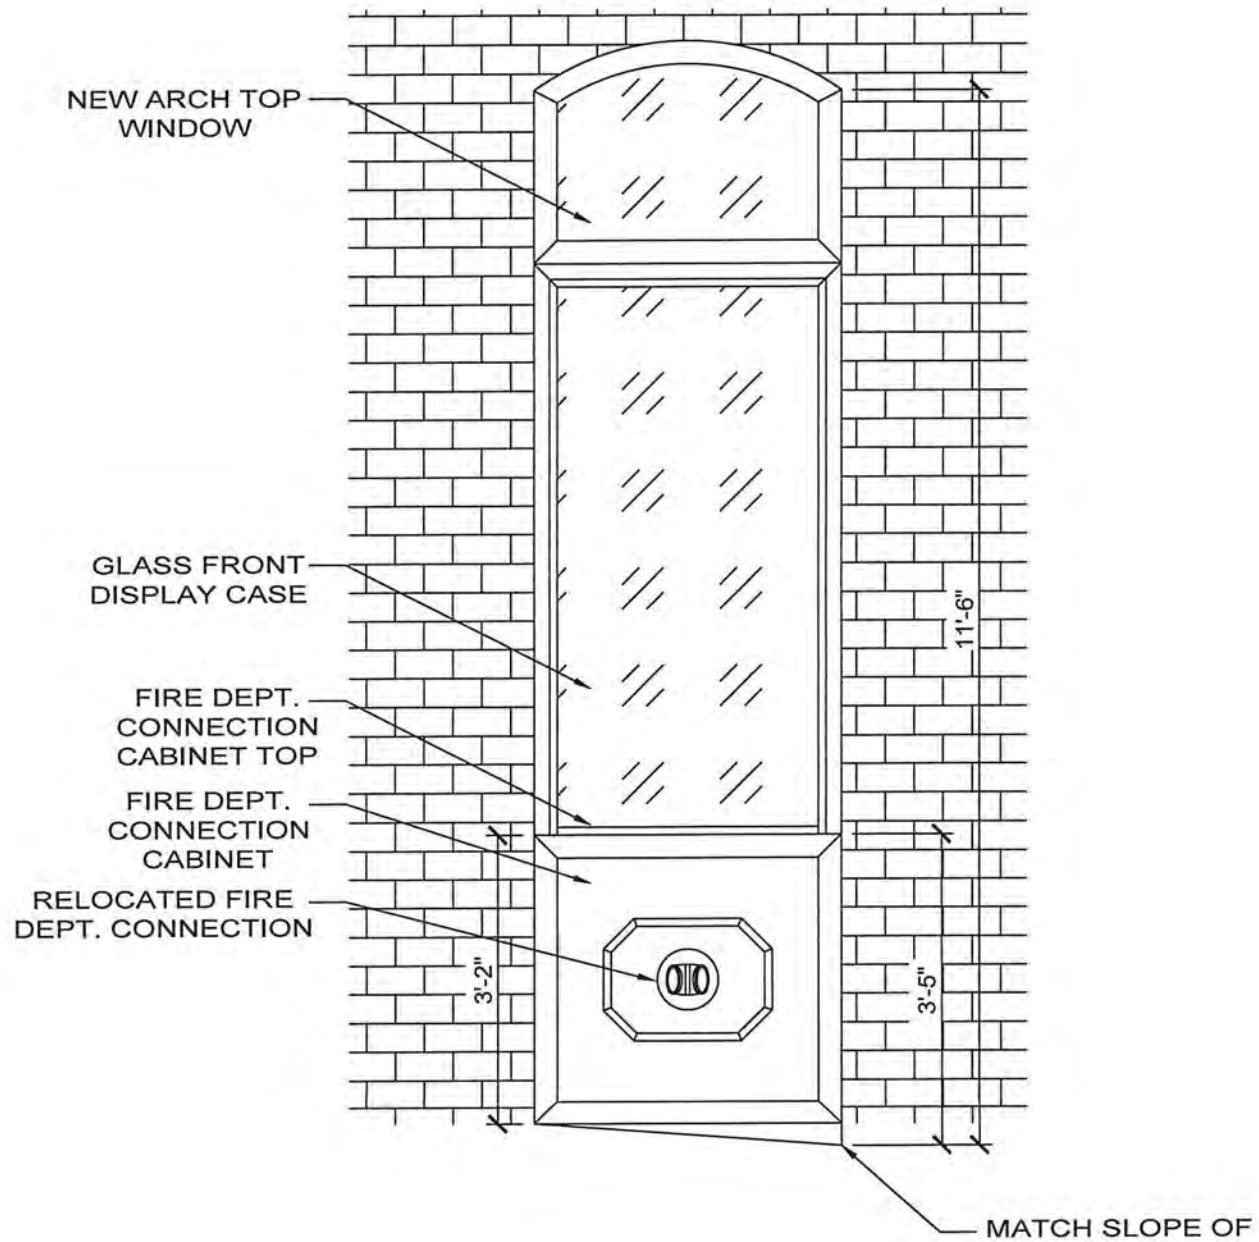 NEW ARCH TOP
WINDOW
11'-6"
GLASS FRONT
DISPLAY CASE
FIRE DEPT.
CONNECTION
CABINET TOP
FIRE DEPT.
CONNECTION
CABINET
RELOCATED FIRE
DEPT. CONNECTION
3'-2"
3'-5"
MATCH SLOPE OF